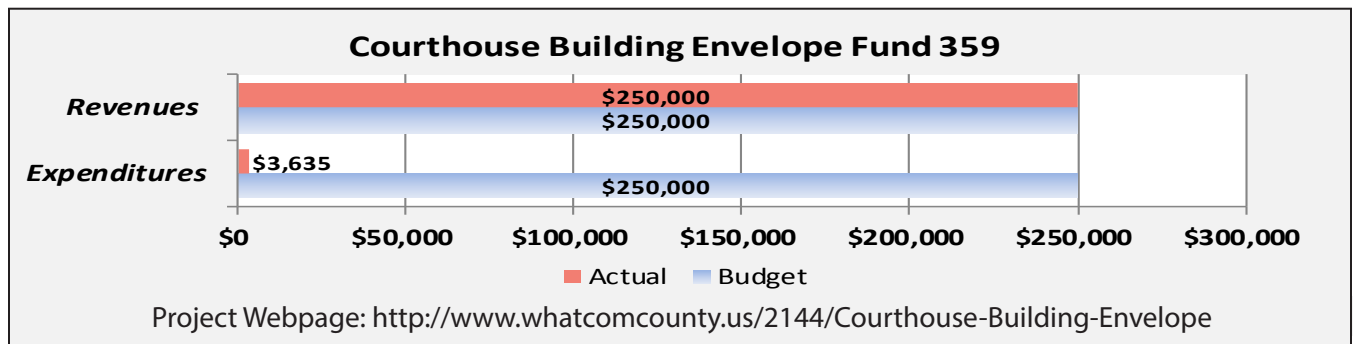 Courthouse Building Envelope Fund 359
Revenues
$250,000
$250,000
Expenditures
$3,635
$250,000
$0 $50,000 $100,000 $150,000 $200,000 $250,000 $300,000
Actual Budget
Project Webpage: http://www.whatcomcounty.us/2144/Courthouse-Building-Envelope